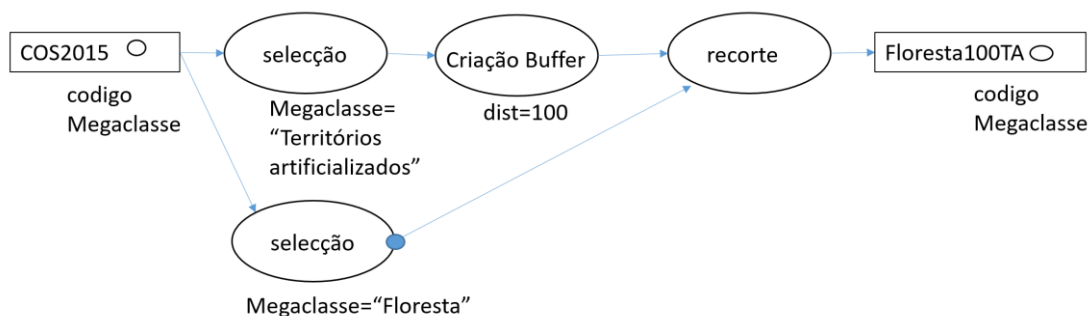 COS2015
codigo
Megaclasse
selecção
Megaclasse=
“Territórios
artificializados”
Criação Buffer
dist=100
recorte
Floresta100TA
codigo
Megaclasse
selecção
Megaclasse=“Floresta”